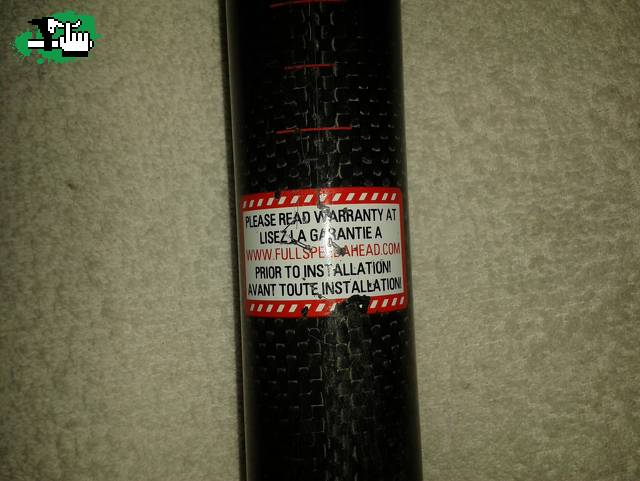 PLEASE READ WARRANTY AT
LISEZ LA GARANTIE A
WWW.FULLSPEEDAHEAD.COM
PRIOR TO INSTALLATION!
AVANT TOUTE INSTALLATION!